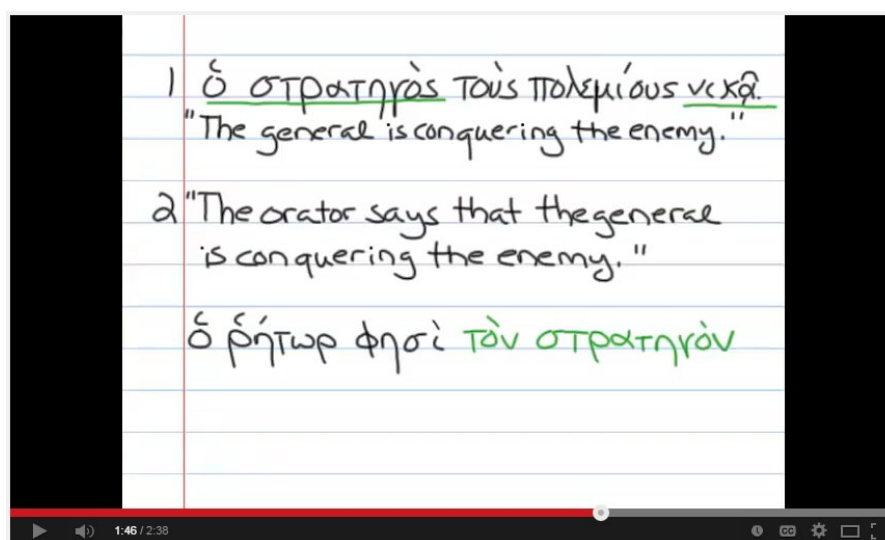 1 ὁ στρατηγὸς τοὺς πολεμίους νικᾷ.
"The general is conquering the enemy."
2 "The orator says that the general
is conquering the enemy."
ὁ ῥήτωρ φησὶ τὸν στρατηγὸν
1:46 / 2:38
CC